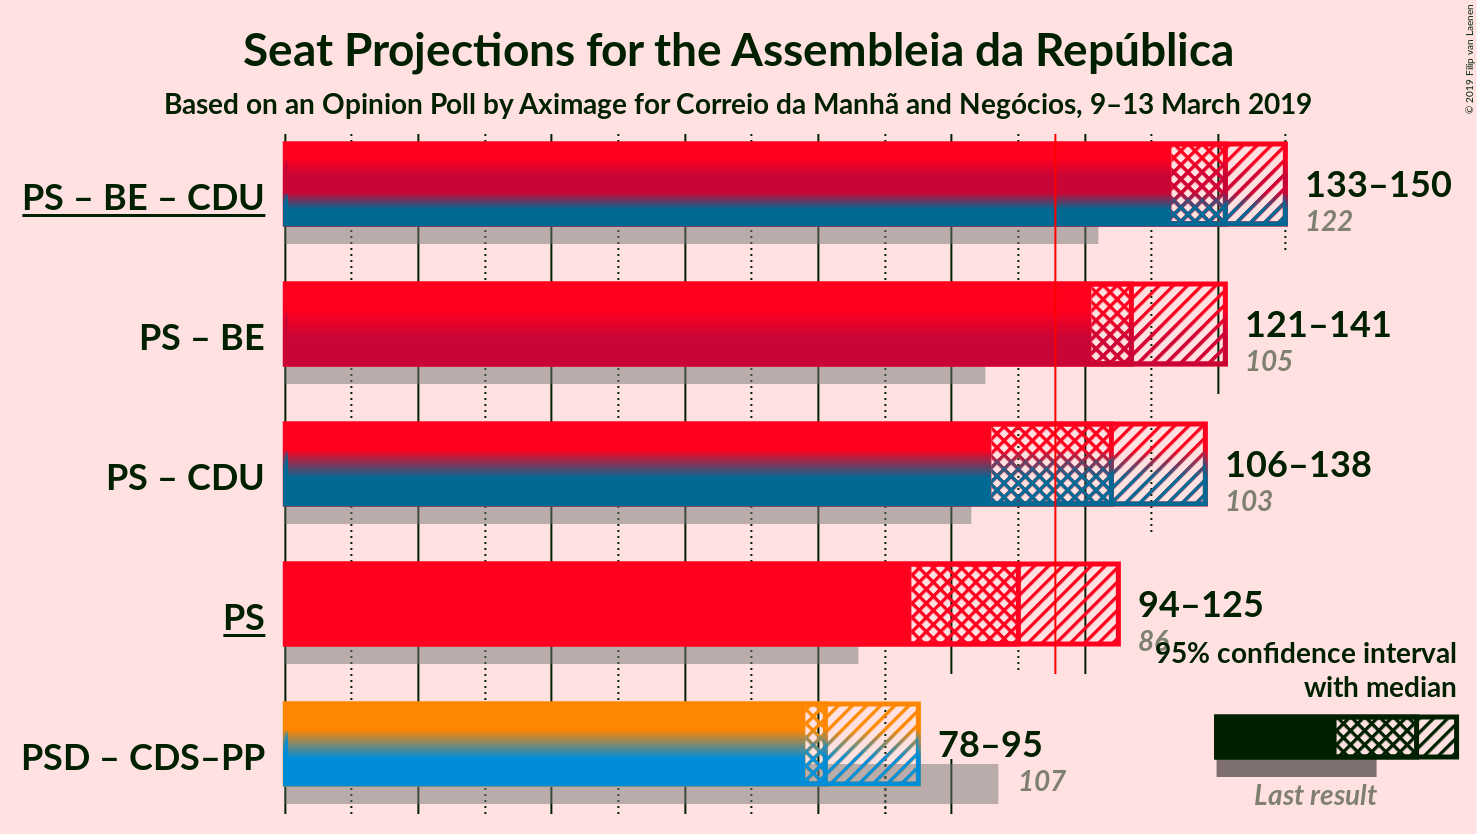 Seat Projections for the Assembleia da República
Based on an Opinion Poll by Aximage for Correio da Manhã and Negócios, 9–13 March 2019
© 2019 Filip van Laenen
PS – BE – CDU
133–150
122
PS – BE
121–141
105
PS – CDU
106–138
103
PS
94–125
86
95% confidence interval
with median
Last result
PSD – CDS–PP
78–95
107